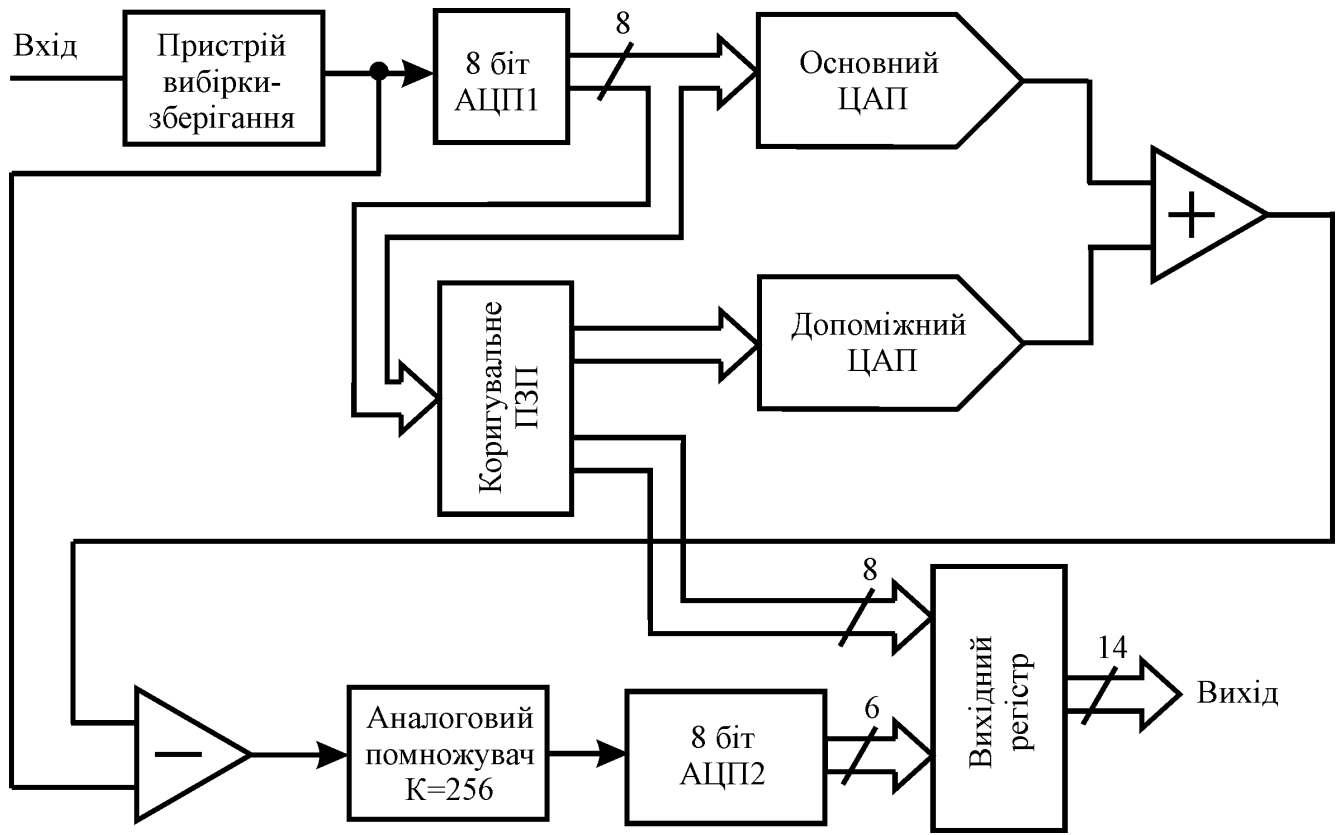 Вхід
Пристрій
вибірки-
зберігання
8 біт
АЦП1
8
Основний
ЦАП
+
Коригувальне
ПЗП
Допоміжний
ЦАП
8
Вихідний
регістр
14
Вихід
−
Аналоговий
помножувач
К=256
8 біт
АЦП2
6